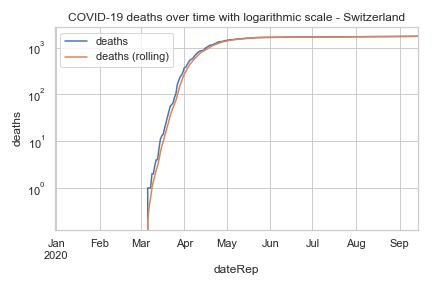 COVID-19 deaths over time with logarithmic scale - Switzerland
deaths
deaths (rolling)
10³
10²
10¹
10⁰
deaths
Jan Feb Mar Apr May Jun Jul Aug Sep
2020
dateRep